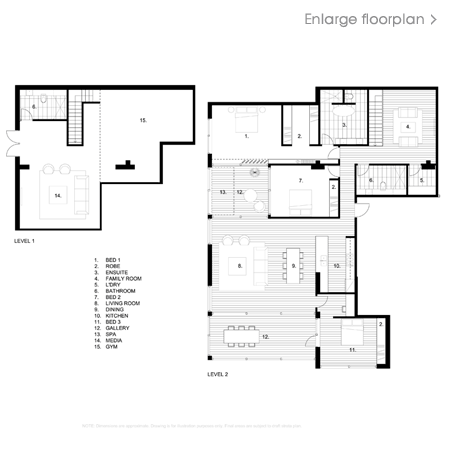 Enlarge floorplan >
6.
15.
14.
LEVEL 1
1.
2.
3.
4.
7.
2.
6.
5.
13.
12.
8.
9.
10.
12.
11.
2.
LEVEL 2
1. BED 1
2. ROBE
3. ENSUITE
4. FAMILY ROOM
5. L'DRY
6. BATHROOM
7. BED 2
8. LIVING ROOM
9. DINING
10. KITCHEN
11. BED 3
12. GALLERY
13. SPA
14. MEDIA
15. GYM